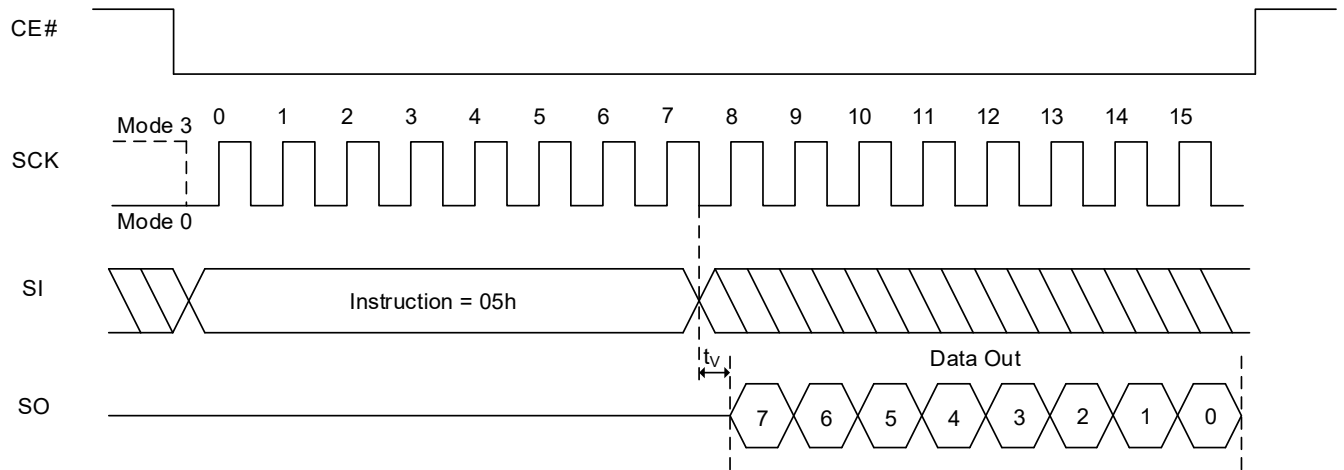 CE#
Mode 3
0 1 2 3 4 5 6 7 8 9 10 11 12 13 14 15
SCK
Mode 0
SI
Instruction = 05h
tV
Data Out
SO
7 6 5 4 3 2 1 0